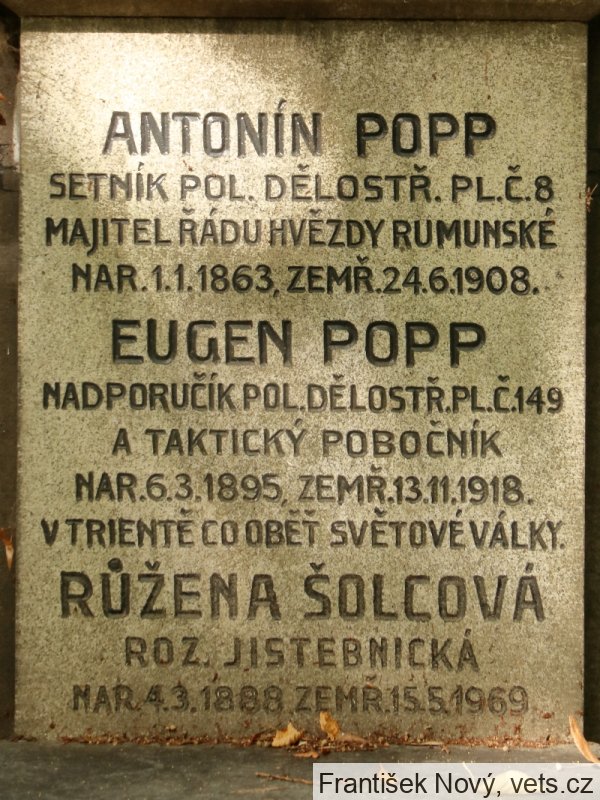 ANTONÍN POPP
SETNÍK POL. DĚLOSTŘ. PL.Č.8
MAJITEL ŘÁDU HVĚZDY RUMUNSKÉ
NAR.1.1.1863, ZEMŘ.24.6.1908.
EUGEN POPP
NADPORUČÍK POL.DĚLOSTŘ.PL.Č.149
A TAKTICKÝ POBOČNÍK
NAR.6.3.1895, ZEMŘ.13.11.1918.
V TRIENTĚ CO OBĚŤ SVĚTOVÉ VÁLKY.
RŮŽENA ŠOLCOVÁ
ROZ. JISTEBNICKÁ
NAR.4.3.1888 ZEMŘ.15.5.1969
František Nový, vets.cz